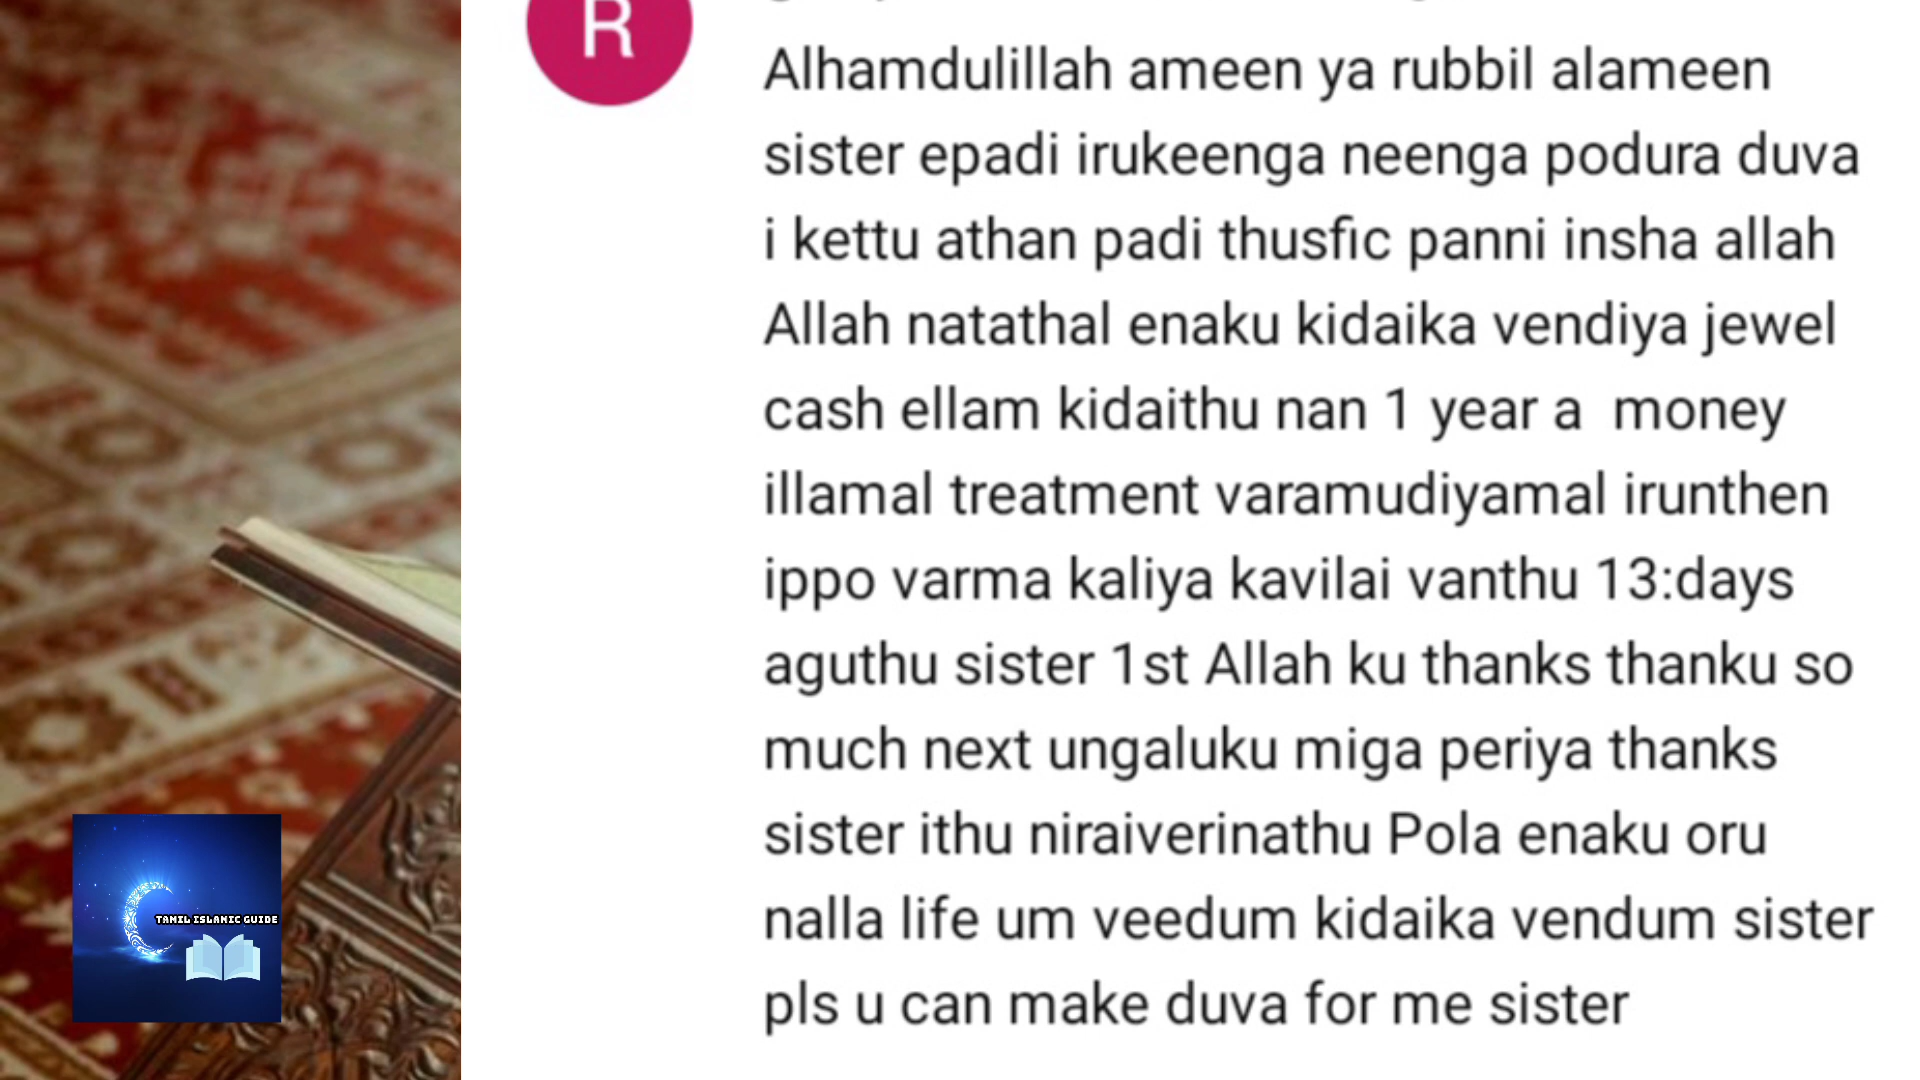 R
Alhamdulillah ameen ya rubbil alameen
sister epadi irukeenga neenga podura duva
i kettu athan padi thusfic panni insha allah
Allah natathal enaku kidaika vendiya jewel
cash ellam kidaithu nan 1 year a  money
illamal treatment varamudiyamal irunthen
ippo varma kaliya kavilai vanthu 13:days
aguthu sister 1st Allah ku thanks thanku so
much next ungaluku miga periya thanks
sister ithu niraiverinathu Pola enaku oru
nalla life um veedum kidaika vendum sister
pls u can make duva for me sister
TAMIL ISLAMIC GUIDE